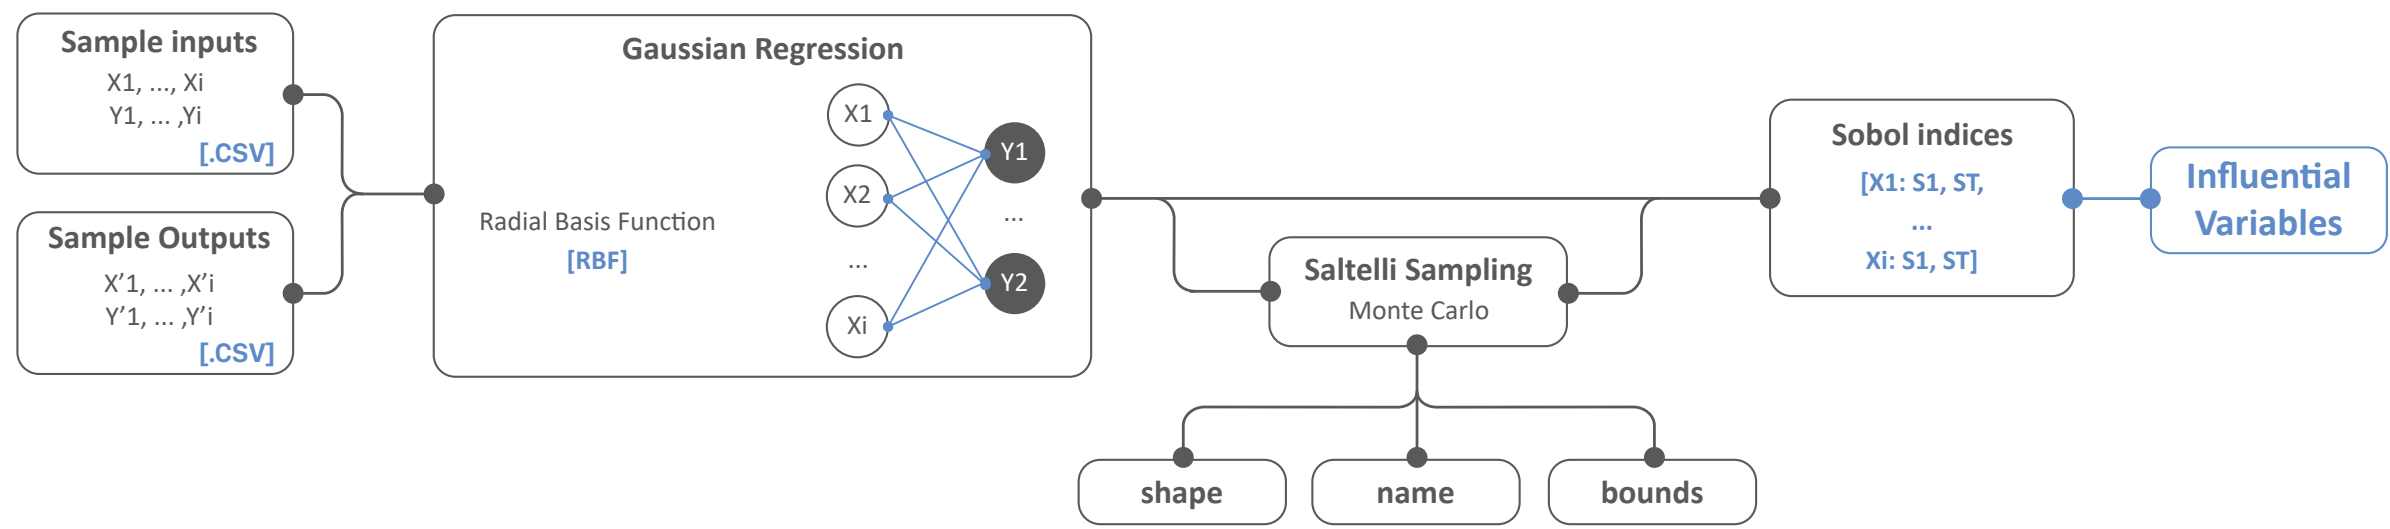 Sample inputs
X1, ..., Xi
Y1, ... ,Yi
[.CSV]
Sample Outputs
X’1, ... ,X’i
Y’1, ... ,Y’i
[.CSV]
Gaussian Regression
Radial Basis Function
[RBF]
X1
X2
...
Xi
Y1
...
Y2
Saltelli Sampling
Monte Carlo
shape
name
bounds
Sobol indices
[X1: S1, ST,
...
Xi: S1, ST]
Influential
Variables